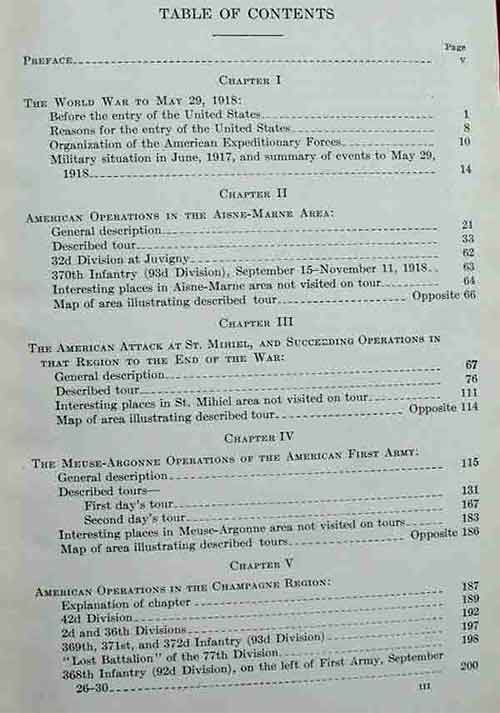 TABLE OF CONTENTS
Page
PREFACE v
CHAPTER I
THE WORLD WAR TO MAY 29, 1918:
Before the entry of the United States 1
Reasons for the entry of the United States 8
Organization of the American Expeditionary Forces 10
Military situation in June, 1917, and summary of events to May 29,
1918 14
CHAPTER II
AMERICAN OPERATIONS IN THE AISNE-MARNE AREA:
General description 21
Described tour 33
32d Division at Juvigny 62
370th Infantry (93d Division), September 15-November 11, 1918 63
Interesting places in Aisne-Marne area not visited on tour 64
Map of area illustrating described tour Opposite 66
CHAPTER III
THE AMERICAN ATTACK AT ST. MIHIEL, AND SUCCEEDING OPERATIONS IN
THAT REGION TO THE END OF THE WAR:
General description 67
Described tour 76
Interesting places in St. Mihiel area not visited on tour 111
Map of area illustrating described tour Opposite 114
CHAPTER IV
THE MEUSE-ARGONNE OPERATIONS OF THE AMERICAN FIRST ARMY:
General description 115
Described tours—
First day's tour 131
Second day's tour 167
Interesting places in Meuse-Argonne area not visited on tours 183
Map of area illustrating described tours Opposite 186
CHAPTER V
AMERICAN OPERATIONS IN THE CHAMPAGNE REGION:
Explanation of chapter 187
42d Division 189
2d and 36th Divisions 192
369th, 371st, and 372d Infantry (93d Division) 197
"Lost Battalion" of the 77th Division 198
368th Infantry (92d Division), on the left of First Army, September
26-30 200
III